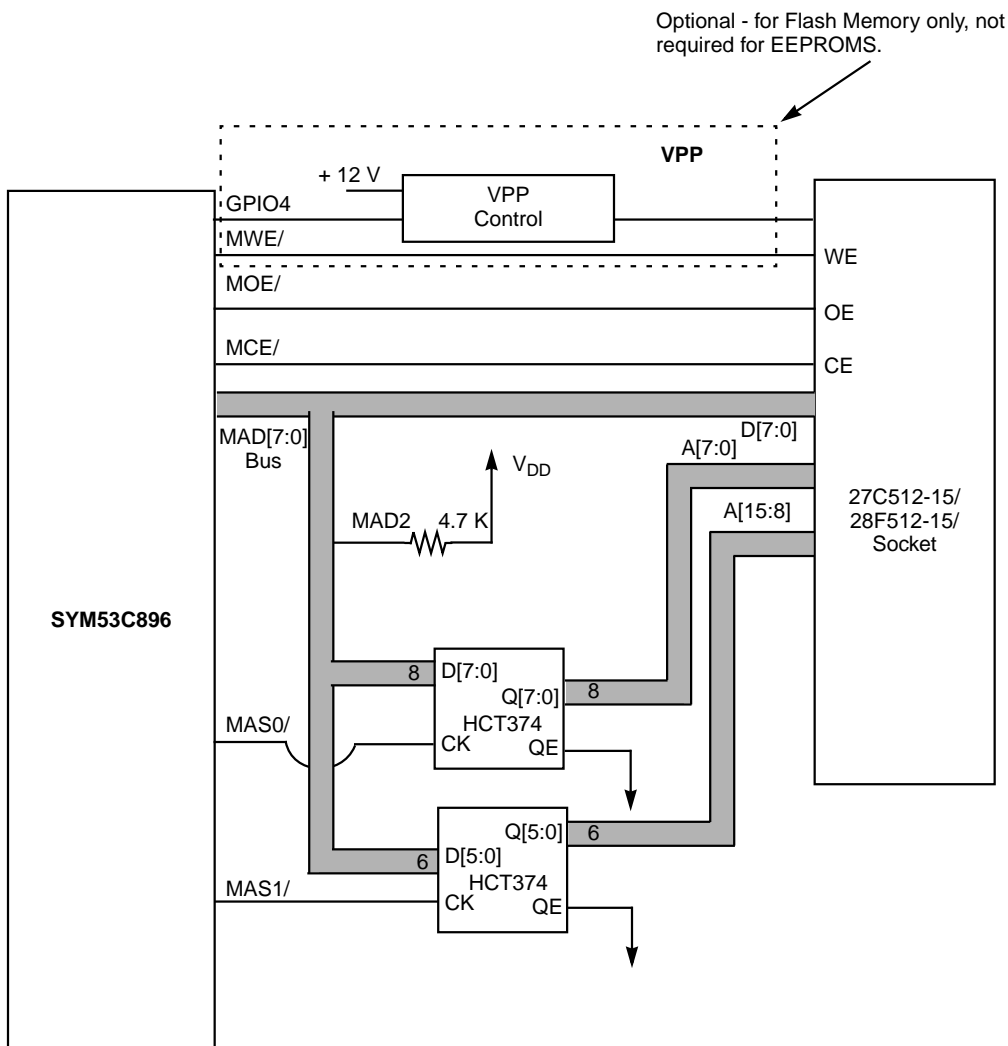 Optional - for Flash Memory only, not
required for EEPROMS.
VPP
+ 12 V
VPP
Control
GPIO4
MWE/
WE
MOE/
OE
MCE/
CE
MAD[7:0]
Bus
D[7:0]
A[7:0]
VDD
MAD2
4.7 K
A[15:8]
27C512-15/
28F512-15/
Socket
SYM53C896
8
D[7:0]
Q[7:0]
8
HCT374
MAS0/
CK
QE
Q[5:0]
6
6
D[5:0]
HCT374
MAS1/
CK
QE